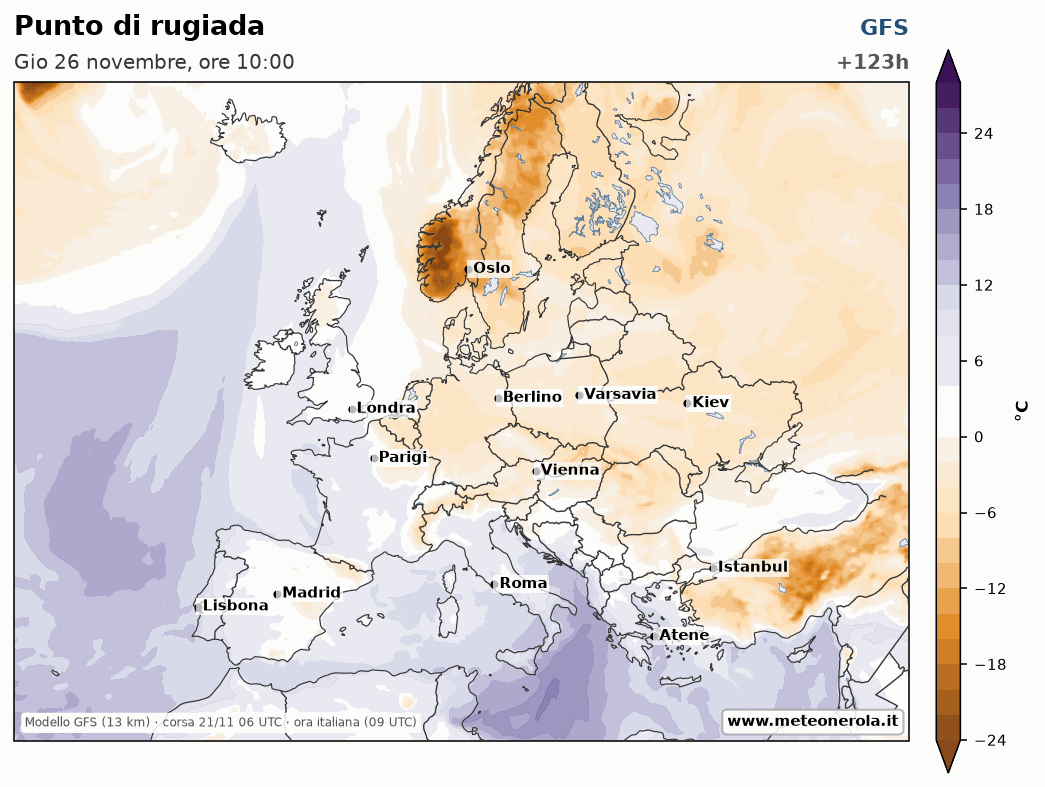 Punto di rugiada
GFS
Gio 26 novembre, ore 10:00
+123h
Oslo
Londra
Berlino
Varsavia
Kiev
Parigi
Vienna
Istanbul
Roma
Madrid
Lisbona
Atene
Modello GFS (13 km) · corsa 21/11 06 UTC · ora italiana (09 UTC)
www.meteonerola.it
24
18
12
6
0
−6
−12
−18
−24
°C